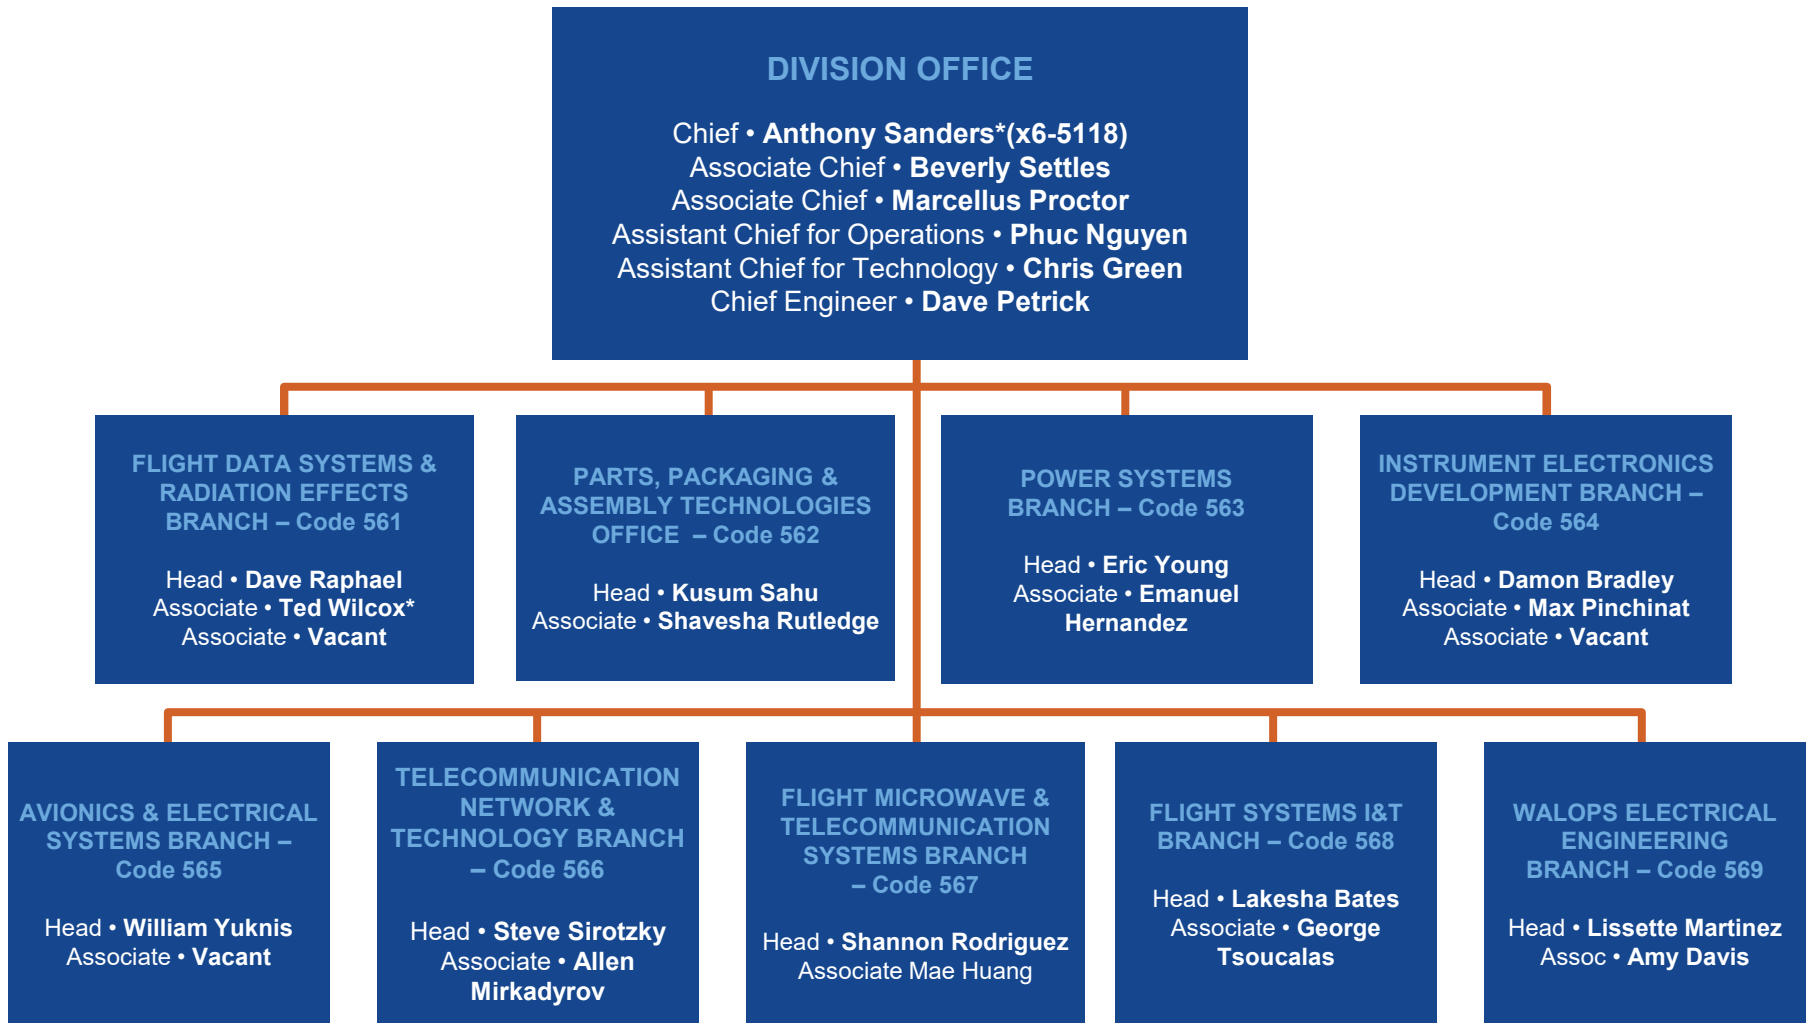 DIVISION OFFICE
Chief • Anthony Sanders*(x6-5118)
Associate Chief • Beverly Settles
Associate Chief • Marcellus Proctor
Assistant Chief for Operations • Phuc Nguyen
Assistant Chief for Technology • Chris Green
Chief Engineer • Dave Petrick
FLIGHT DATA SYSTEMS &
RADIATION EFFECTS
BRANCH – Code 561
Head • Dave Raphael
Associate • Ted Wilcox*
Associate • Vacant
PARTS, PACKAGING &
ASSEMBLY TECHNOLOGIES
OFFICE – Code 562
Head • Kusum Sahu
Associate • Shavesha Rutledge
POWER SYSTEMS
BRANCH – Code 563
Head • Eric Young
Associate • Emanuel
Hernandez
INSTRUMENT ELECTRONICS
DEVELOPMENT BRANCH –
Code 564
Head • Damon Bradley
Associate • Max Pinchinat
Associate • Vacant
AVIONICS & ELECTRICAL
SYSTEMS BRANCH –
Code 565
Head • William Yuknis
Associate • Vacant
TELECOMMUNICATION
NETWORK &
TECHNOLOGY BRANCH
– Code 566
Head • Steve Sirotzky
Associate • Allen
Mirkadyrov
FLIGHT MICROWAVE &
TELECOMMUNICATION
SYSTEMS BRANCH
– Code 567
Head • Shannon Rodriguez
Associate Mae Huang
FLIGHT SYSTEMS I&T
BRANCH – Code 568
Head • Lakesha Bates
Associate • George
Tsoucalas
WALOPS ELECTRICAL
ENGINEERING
BRANCH – Code 569
Head • Lissette Martinez
Assoc • Amy Davis